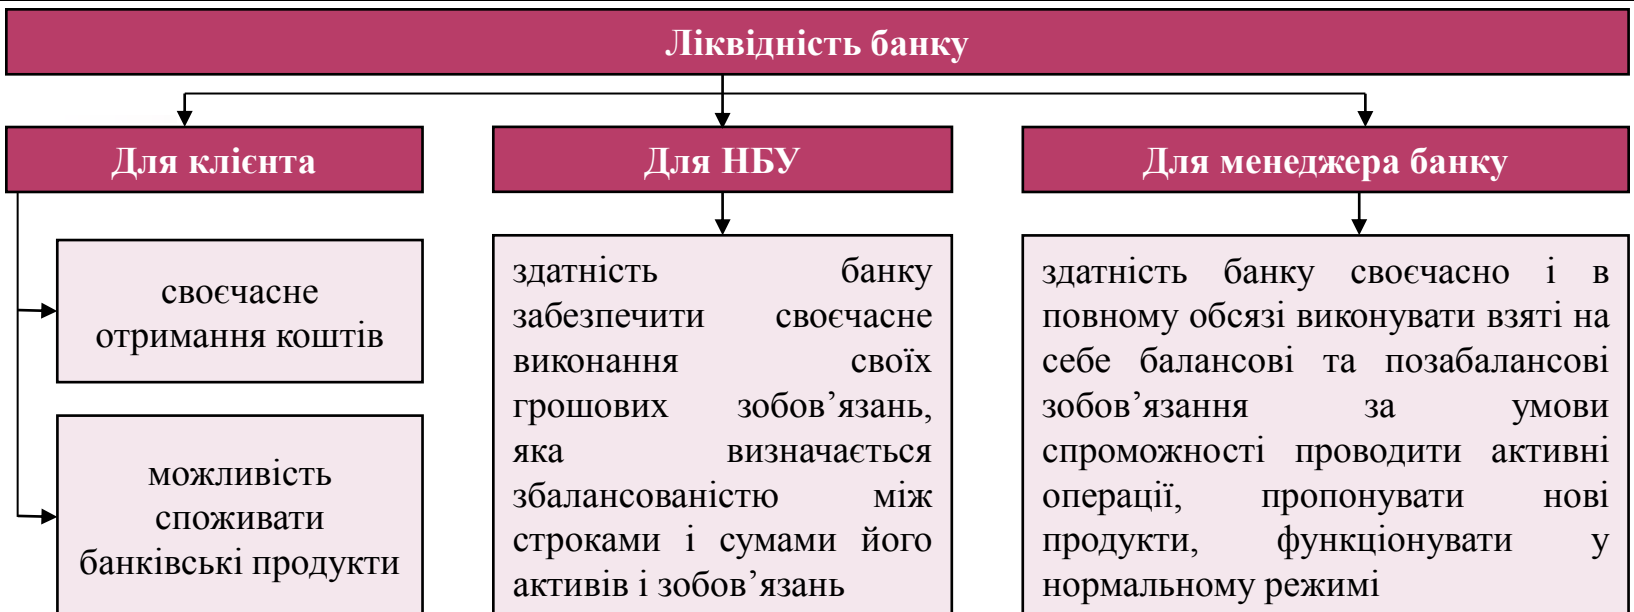 Ліквідність банку
Для клієнта
своєчасне
отримання коштів
можливість
споживати
банківські продукти
Для НБУ
здатність банку
забезпечити своєчасне
виконання своїх
грошових зобов’язань,
яка визначається
збалансованістю між
строками і сумами його
активів і зобов’язань
Для менеджера банку
здатність банку своєчасно і в
повному обсязі виконувати взяті на
себе балансові та позабалансові
зобов’язання за умови
спроможності проводити активні
операції, пропонувати нові
продукти, функціонувати у
нормальному режимі